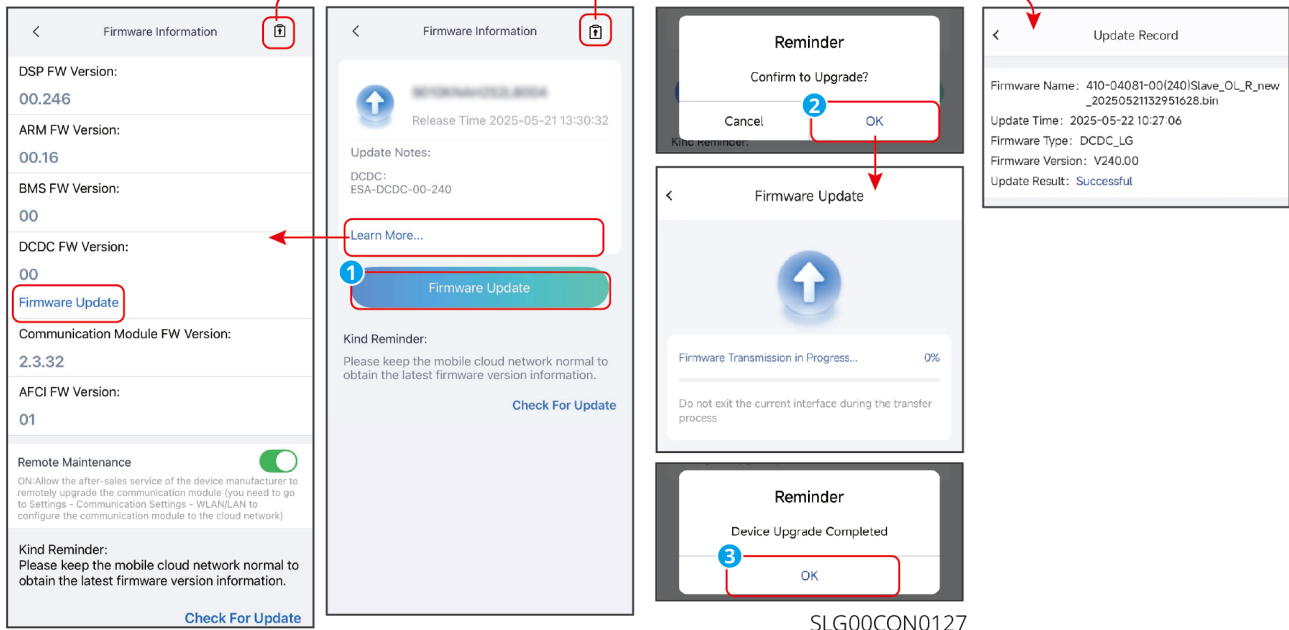 Firmware Information
DSP FW Version:
00.246
ARM FW Version:
00.16
BMS FW Version:
00
DCDC FW Version:
00
Firmware Update
Communication Module FW Version:
2.3.32
AFCI FW Version:
01
Remote Maintenance
ON:Allow the after-sales service of the device manufacturer to
remotely upgrade the communication module (you need to go
to Settings - Communication Settings - WLAN/LAN to
configure the communication module to the cloud network)
Kind Reminder:
Please keep the mobile cloud network normal to
obtain the latest firmware version information.
Check For Update
Firmware Information
Release Time 2025-05-21 13:30:32
Update Notes:
DCDC:
ESA-DCDC-00-240
Learn More...
1
Firmware Update
Kind Reminder:
Please keep the mobile cloud network normal to
obtain the latest firmware version information.
Check For Update
Reminder
Confirm to Upgrade?
2
Cancel OK
Kind Reminder:
Firmware Update
Firmware Transmission in Progress... 0%
Do not exit the current interface during the transfer
process
Reminder
Device Upgrade Completed
3
OK
Update Record
Firmware Name: 410-04081-00(240)Slave_OL_R_new
_20250521132951628.bin
Update Time: 2025-05-22 10:27:06
Firmware Type: DCDC_LG
Firmware Version: V240.00
Update Result: Successful
SLG00CON0127